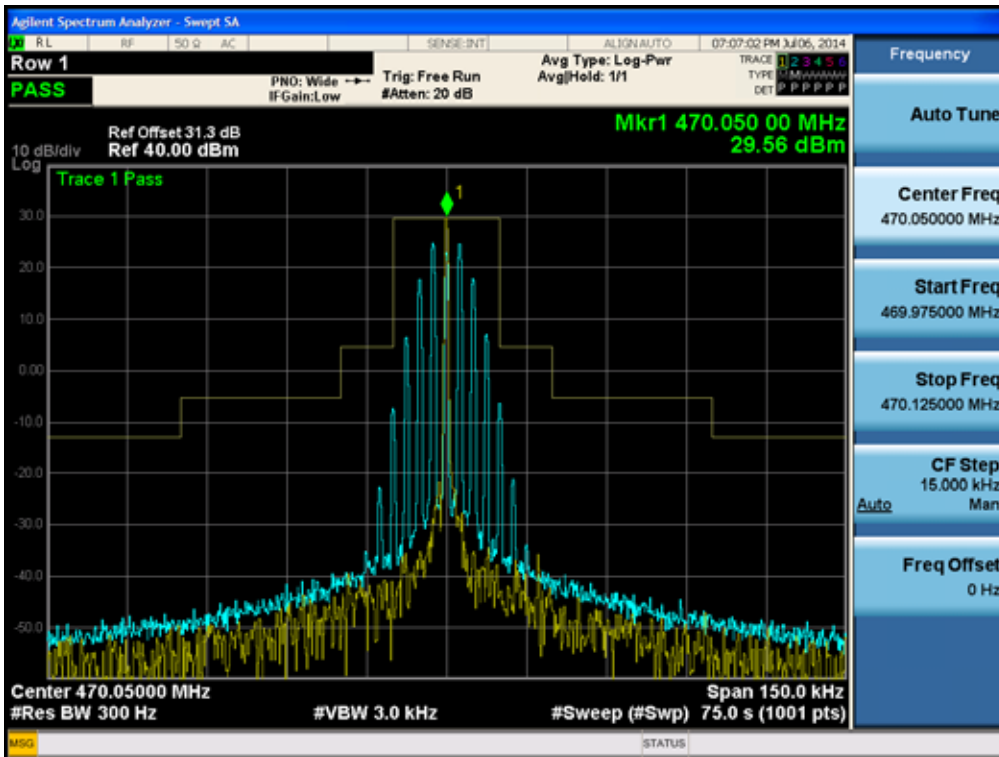 Agilent Spectrum Analyzer - Swept SA
RL RF 50 Ω AC SENSE:INT ALIGNAUTO 07:07:02 PM Jul 06, 2014
Row 1
PASS
PNO: Wide
IFGain:Low
Trig: Free Run
#Atten: 20 dB
Avg Type: Log-Pwr
Avg|Hold: 1/1
TRACE 1 2 3 4 5 6
TYPE
DET P P P P P P
Mkr1 470.050 00 MHz
29.56 dBm
Ref Offset 31.3 dB
10 dB/div Ref 40.00 dBm
Log
Trace 1 Pass
1
30.0
20.0
10.0
0.00
-10.0
-20.0
-30.0
-40.0
-50.0
Center 470.05000 MHz Span 150.0 kHz
#Res BW 300 Hz #VBW 3.0 kHz #Sweep (#Swp) 75.0 s (1001 pts)
MSG STATUS
Frequency
Auto Tune
Center Freq
470.050000 MHz
Start Freq
469.975000 MHz
Stop Freq
470.125000 MHz
CF Step
15.000 kHz
Auto Man
Freq Offset
0 Hz